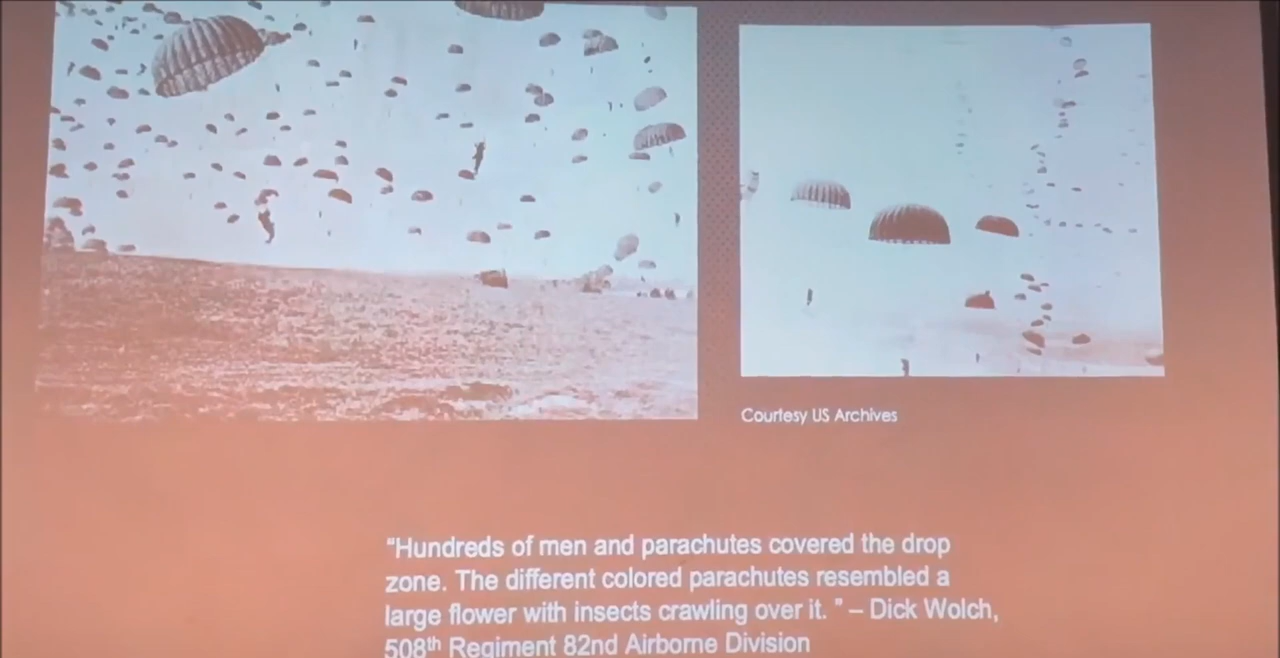 Courtesy US Archives
"Hundreds of men and parachutes covered the drop
zone. The different colored parachutes resembled a
large flower with insects crawling over it. " – Dick Wolch,
508th Regiment 82nd Airborne Division